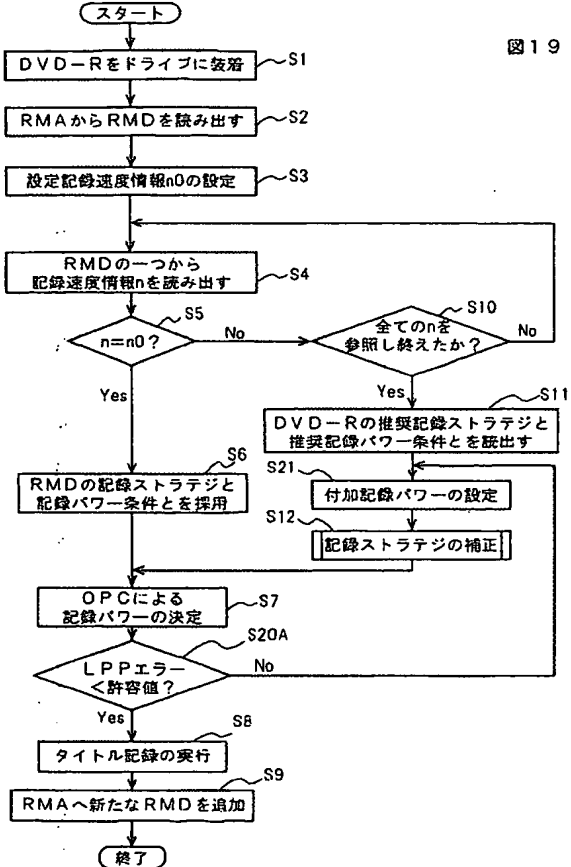 図19
スタート
DVD-Rをドライブに装着
S1
RMAからRMDを読み出す
S2
設定記録速度情報n0の設定
S3
RMDの一つから
記録速度情報nを読み出す
S4
n=n0?
S5
No
Yes
全てのnを
参照し終えたか?
S10
No
Yes
S11
DVD-Rの推奨記録ストラテジと
推奨記録パワー条件とを読出す
S6
RMDの記録ストラテジと
記録パワー条件とを採用
S21
付加記録パワーの設定
S12
記録ストラテジの補正
OPCによる
記録パワーの決定
S7
S20A
LPPエラー
<許容値?
No
Yes
S8
タイトル記録の実行
S9
RMAへ新たなRMDを追加
終了